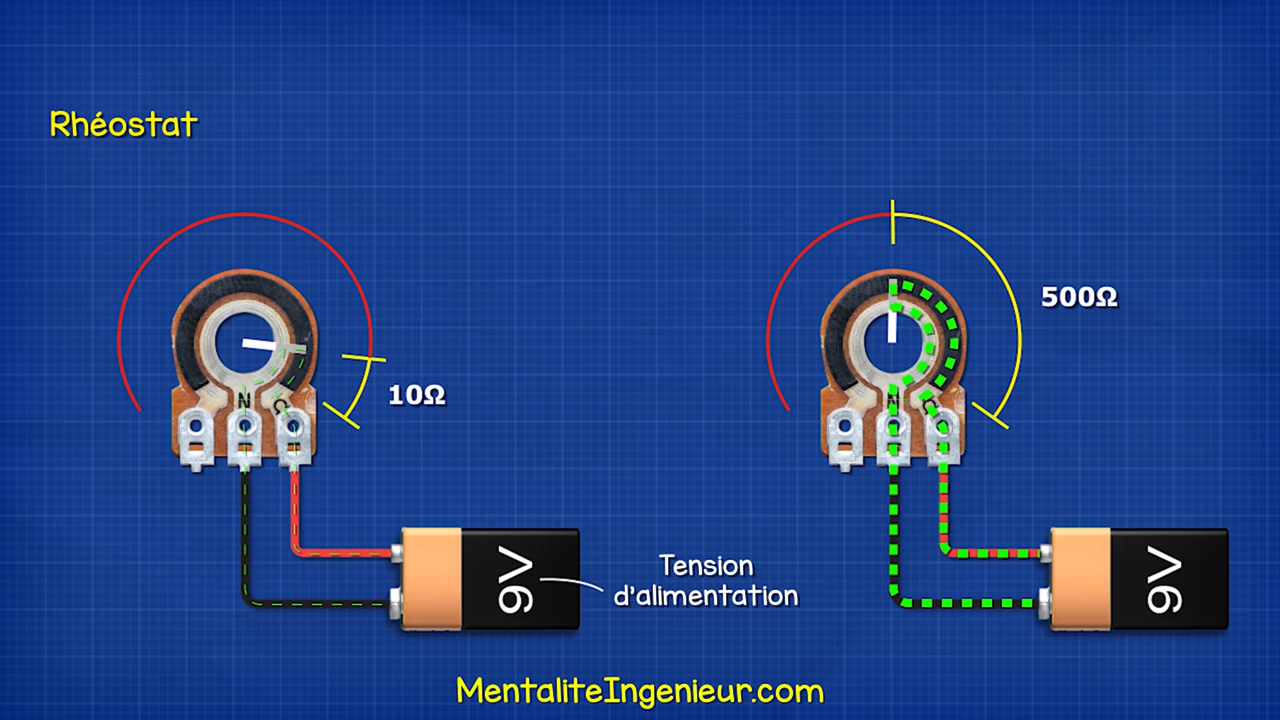 Rhéostat
10Ω
500Ω
N
C
N
C
9V
Tension
d'alimentation
9V
MentaliteIngenieur.com